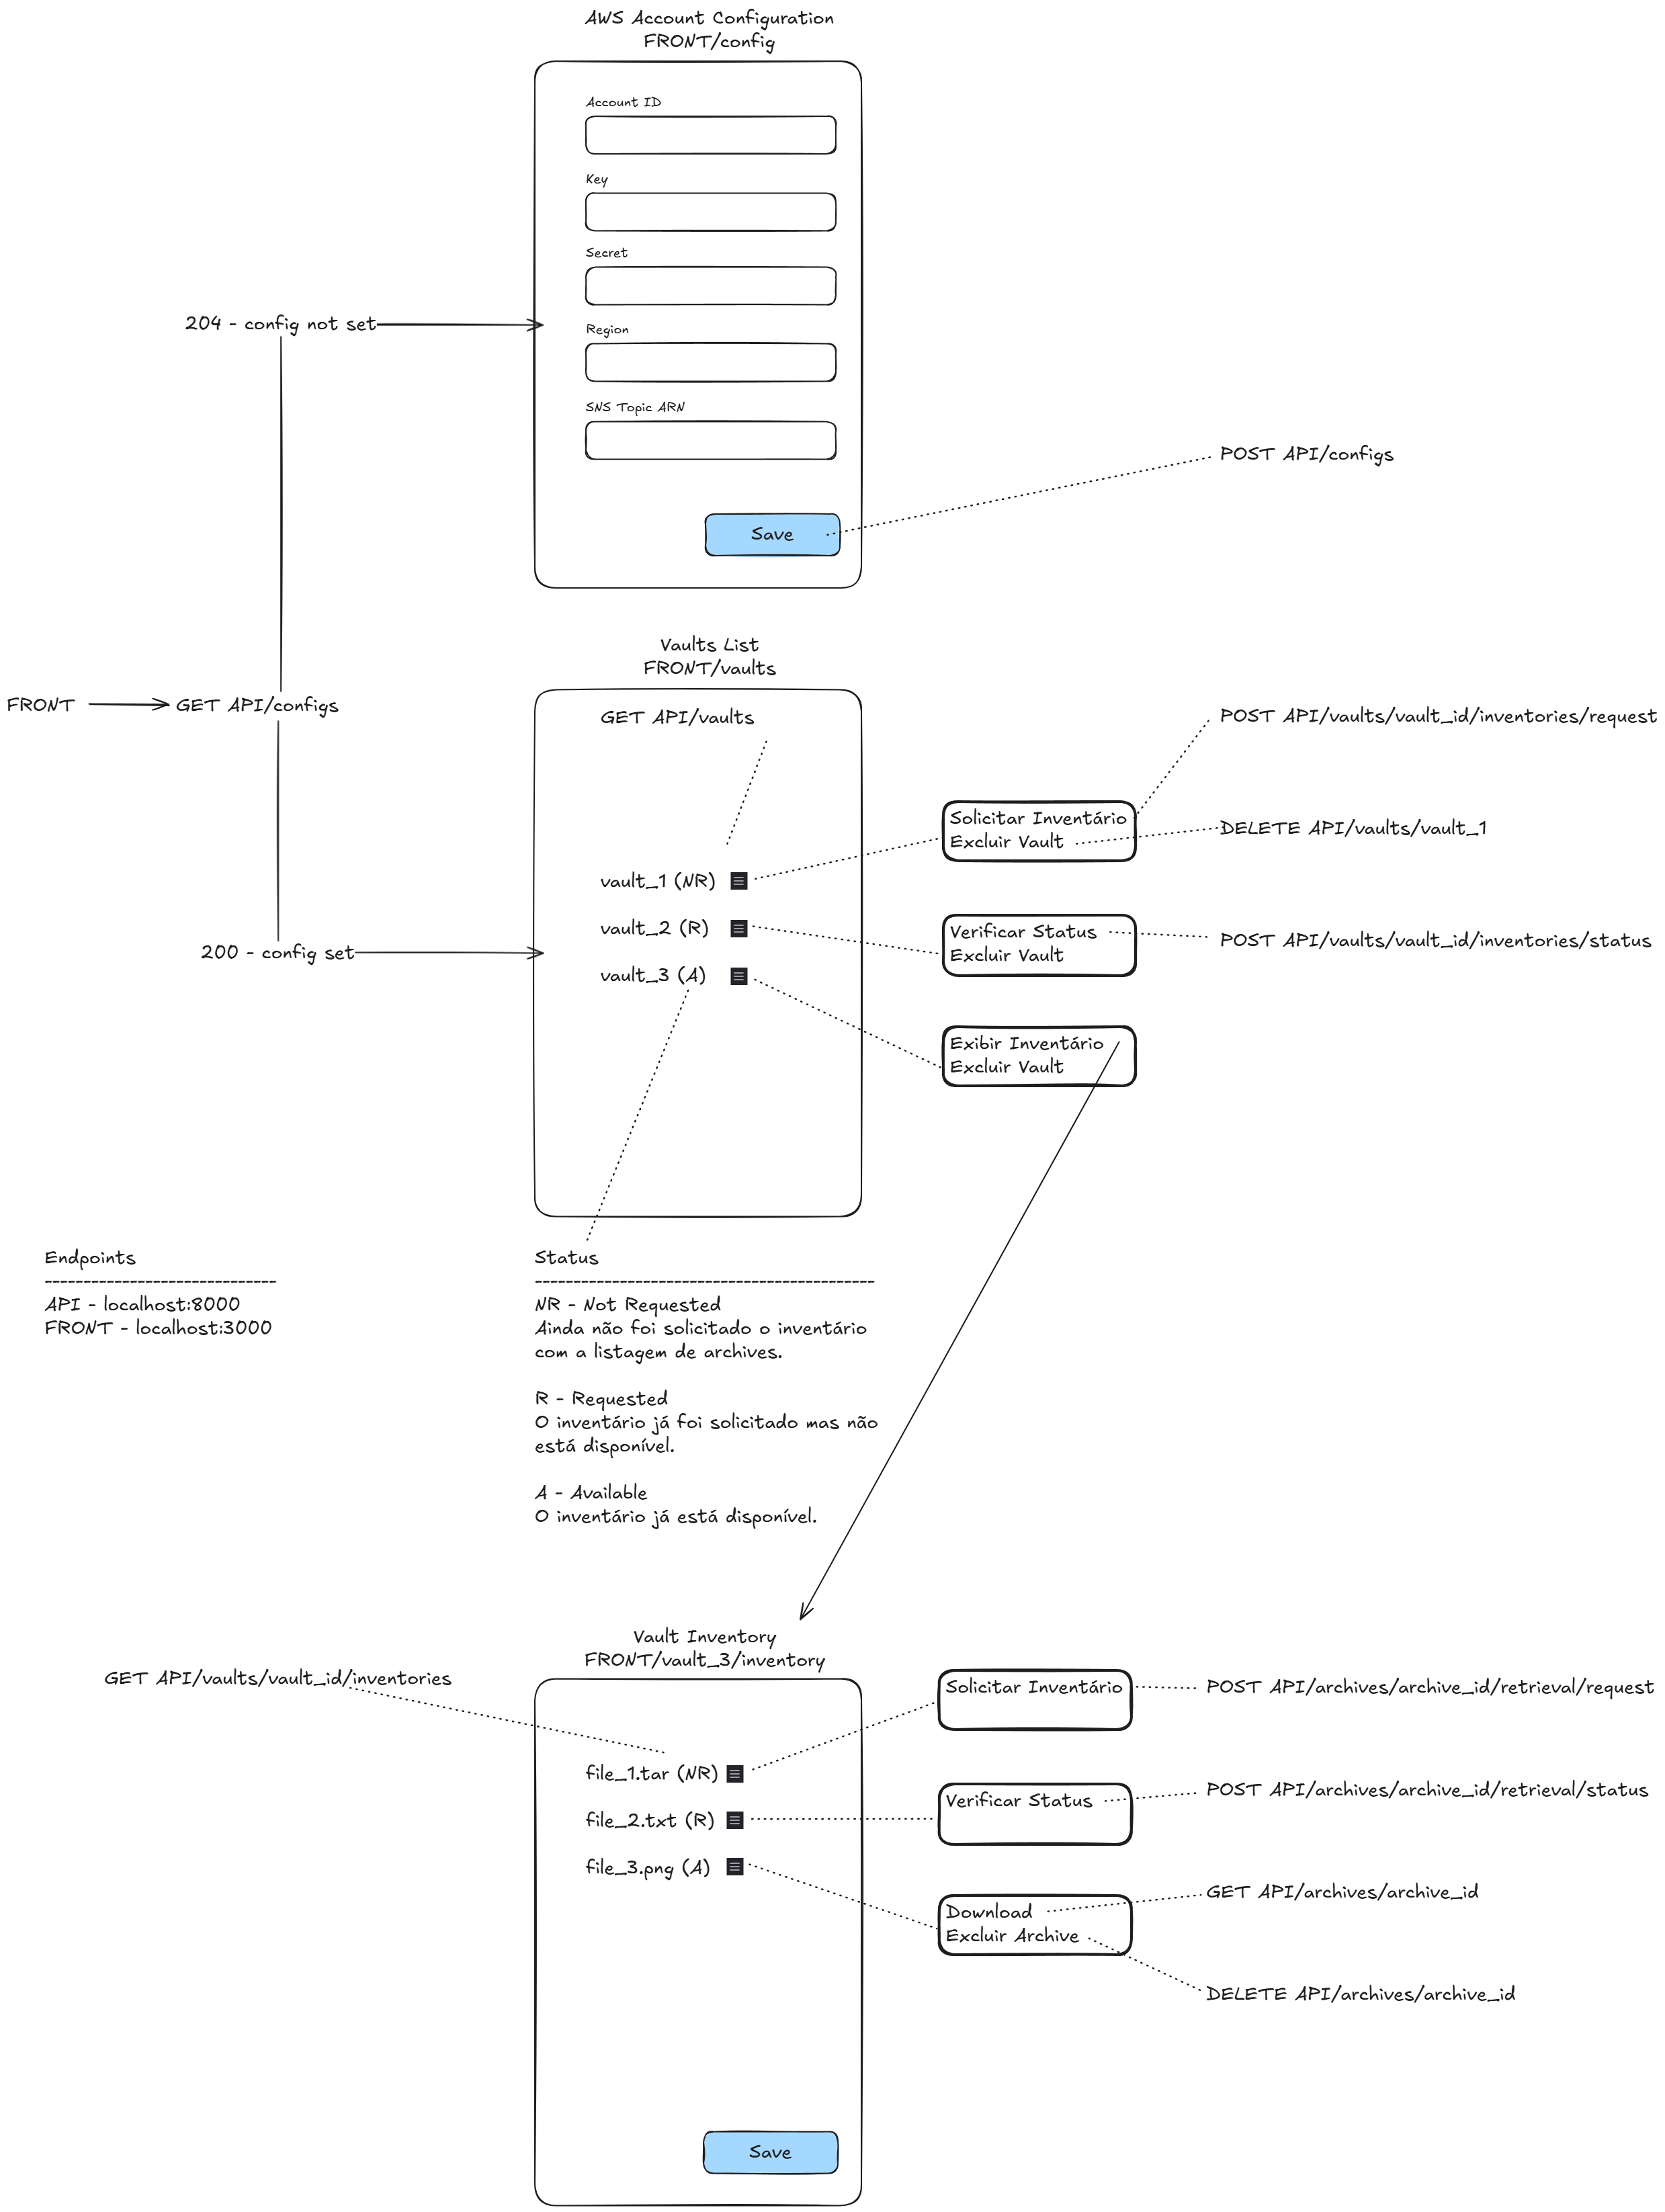 AWS Account Configuration
FRONT/config
Account ID
Key
Secret
204 - config not set
Region
SNS Topic ARN
POST API/configs
Save
Vaults List
FRONT/vaults
FRONT
GET API/configs
GET API/vaults
POST API/vaults/vault_id/inventories/request
Solicitar Inventário
Excluir Vault
DELETE API/vaults/vault_1
vault_1 (NR)
vault_2 (R)
Verificar Status
Excluir Vault
POST API/vaults/vault_id/inventories/status
200 - config set
vault_3 (A)
Exibir Inventário
Excluir Vault
Endpoints
------------------------------
API - localhost:8000
FRONT - localhost:3000
Status
--------------------------------------------
NR - Not Requested
Ainda não foi solicitado o inventário
com a listagem de archives.
R - Requested
O inventário já foi solicitado mas não
está disponível.
A - Available
O inventário já está disponível.
Vault Inventory
FRONT/vault_3/inventory
GET API/vaults/vault_id/inventories
Solicitar Inventário
POST API/archives/archive_id/retrieval/request
file_1.tar (NR)
file_2.txt (R)
Verificar Status
POST API/archives/archive_id/retrieval/status
file_3.png (A)
Download
Excluir Archive
GET API/archives/archive_id
DELETE API/archives/archive_id
Save